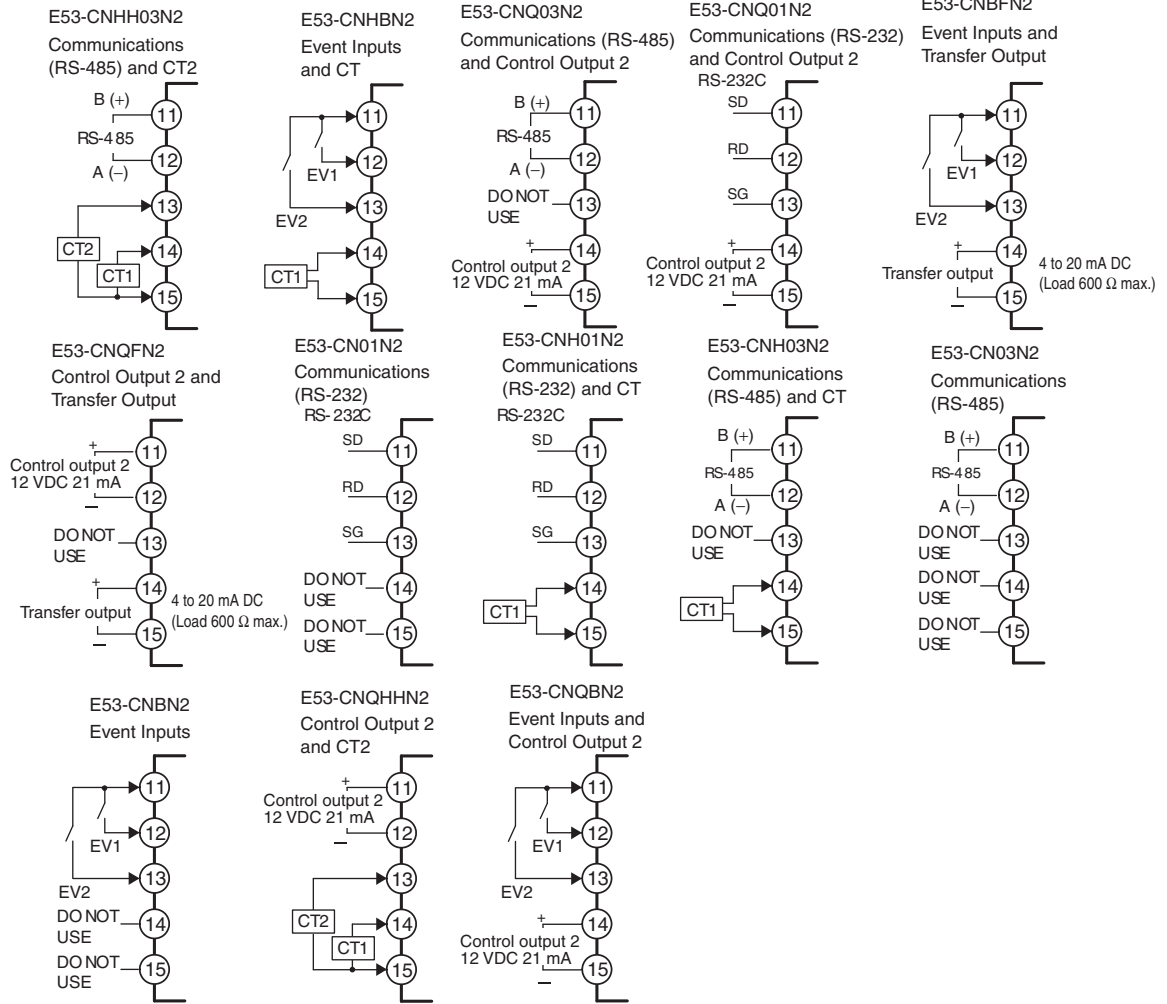 E53-CNHH03N2
Communications
(RS-485) and CT2
B (+)
11
RS-485
12
A (−)
13
CT2
14
CT1
15
E53-CNHBN2
Event Inputs
and CT
11
12
EV1
13
EV2
14
CT1
15
E53-CNQ03N2
Communications (RS-485)
and Control Output 2
B (+)
11
RS-485
12
A (−)
DO NOT
USE
13
+
14
Control output 2
12 VDC 21 mA
15
−
E53-CNQ01N2
Communications (RS-232)
and Control Output 2
RS-232C
SD
11
RD
12
SG
13
+
14
Control output 2
12 VDC 21 mA
15
−
E53-CNBFN2
Event Inputs and
Transfer Output
11
12
EV1
13
EV2
+
14
Transfer output
4 to 20 mA DC
(Load 600 Ω max.)
15
−
E53-CNQFN2
Control Output 2 and
Transfer Output
+
11
Control output 2
12 VDC 21 mA
12
−
DO NOT
USE
13
+
14
Transfer output
4 to 20 mA DC
(Load 600 Ω max.)
15
−
E53-CN01N2
Communications
(RS-232)
RS-232C
SD
11
RD
12
SG
13
DO NOT
USE
14
DO NOT
USE
15
E53-CNH01N2
Communications
(RS-232) and CT
RS-232C
SD
11
RD
12
SG
13
14
CT1
15
E53-CNH03N2
Communications
(RS-485) and CT
B (+)
11
RS-485
12
A (−)
DO NOT
USE
13
14
CT1
15
E53-CN03N2
Communications
(RS-485)
B (+)
11
RS-485
12
A (−)
DO NOT
USE
13
DO NOT
USE
14
DO NOT
USE
15
E53-CNBN2
Event Inputs
11
12
EV1
13
EV2
DO NOT
USE
14
DO NOT
USE
15
E53-CNQHHN2
Control Output 2
and CT2
+
11
Control output 2
12 VDC 21 mA
12
−
13
CT2
14
CT1
15
E53-CNQBN2
Event Inputs and
Control Output 2
11
12
EV1
13
EV2
+
14
Control output 2
12 VDC 21 mA
15
−